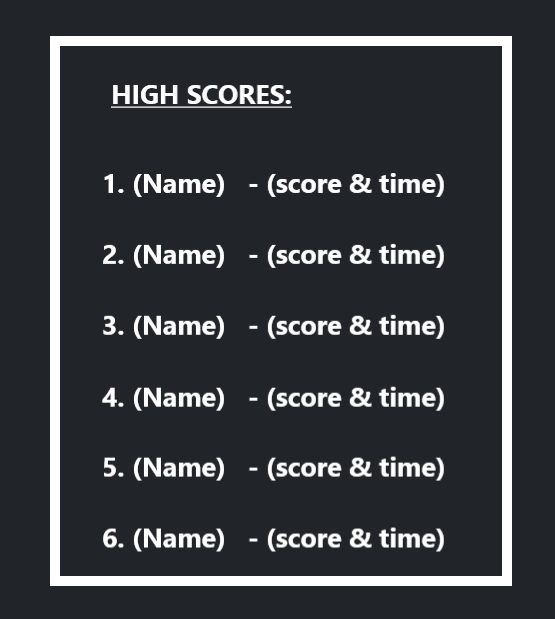 HIGH SCORES:
1. (Name) - (score & time)
2. (Name) - (score & time)
3. (Name) - (score & time)
4. (Name) - (score & time)
5. (Name) - (score & time)
6. (Name) - (score & time)